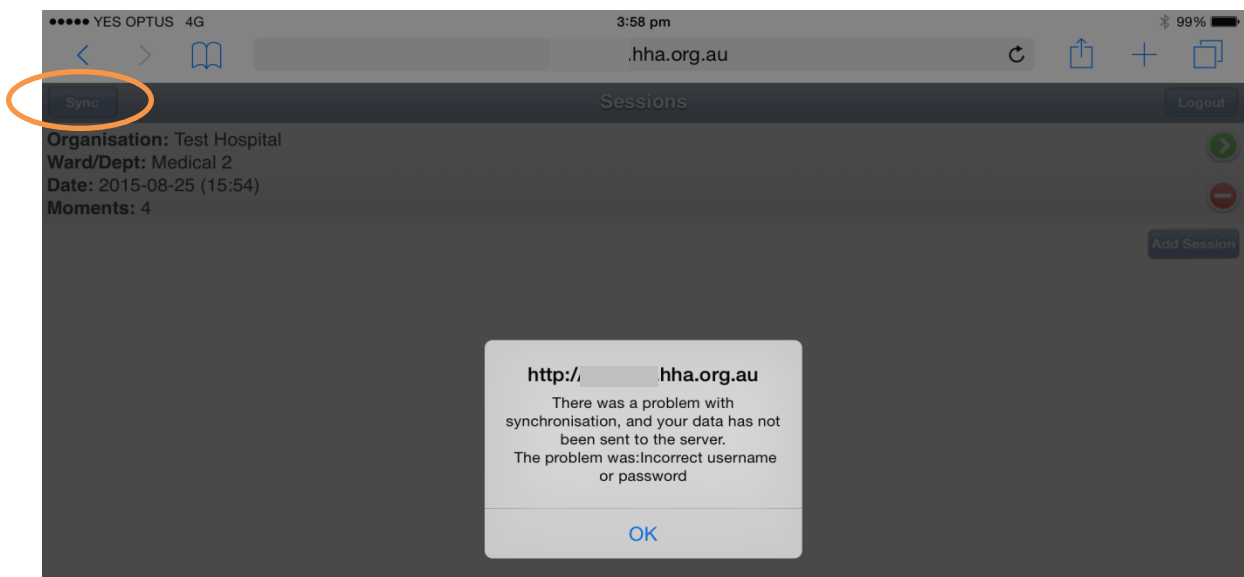 YES OPTUS 4G 3:58 pm 99%
.hha.org.au
Sync Sessions Logout
Organisation: Test Hospital
Ward/Dept: Medical 2
Date: 2015-08-25 (15:54)
Moments: 4
Add Session
http:// hha.org.au
There was a problem with
synchronisation, and your data has not
been sent to the server.
The problem was:Incorrect username
or password
OK